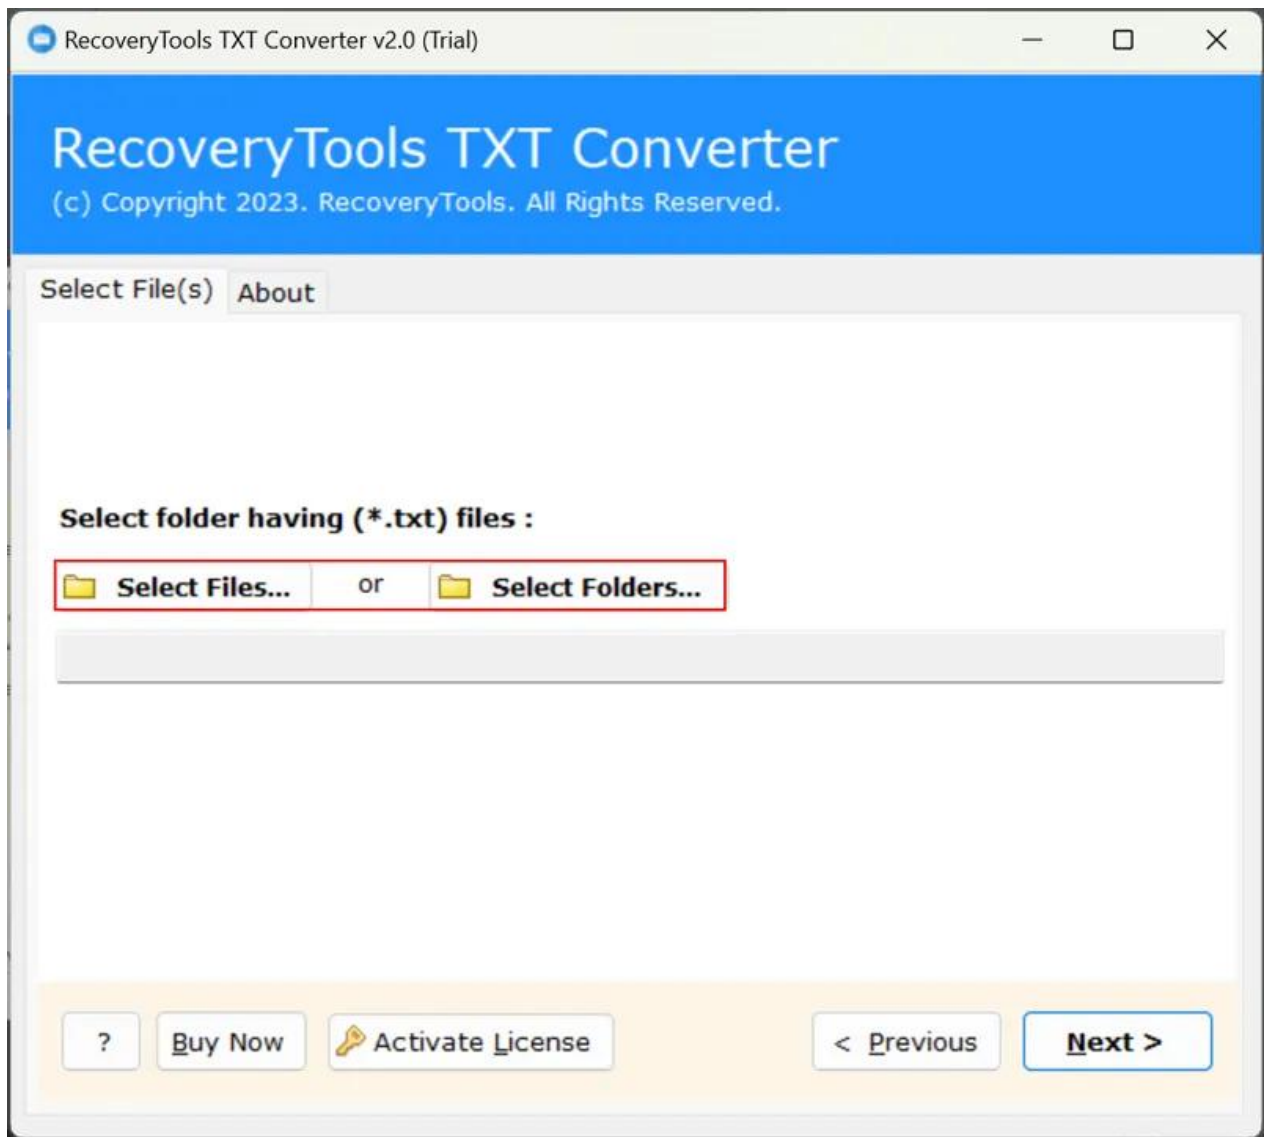 RecoveryTools TXT Converter v2.0 (Trial)
RecoveryTools TXT Converter
(c) Copyright 2023. RecoveryTools. All Rights Reserved.
Select File(s) About
Select folder having (*.txt) files :
Select Files... or Select Folders...
? Buy Now Activate License < Previous Next >